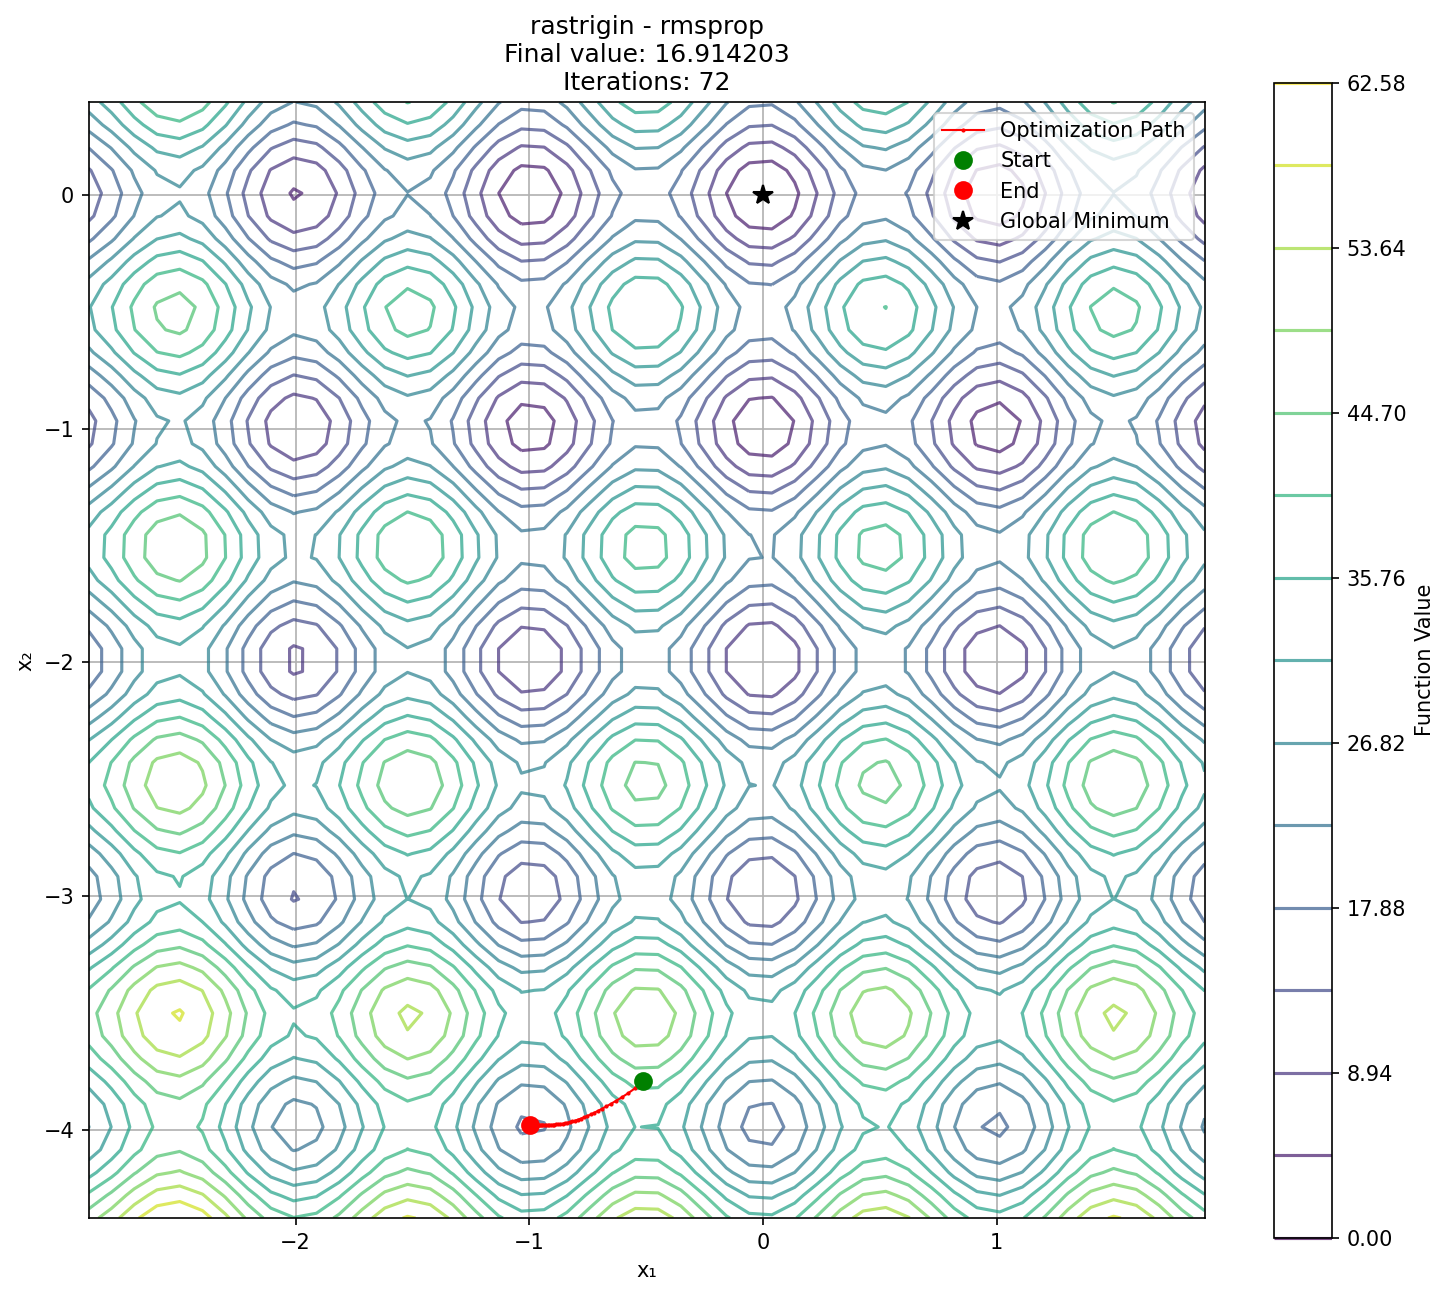 rastrigin - rmsprop
Final value: 16.914203
Iterations: 72
Optimization Path
Start
End
Global Minimum
0
−1
−2
−3
−4
x₂
−2
−1
0
1
x₁
62.58
53.64
44.70
35.76
26.82
17.88
8.94
0.00
Function Value